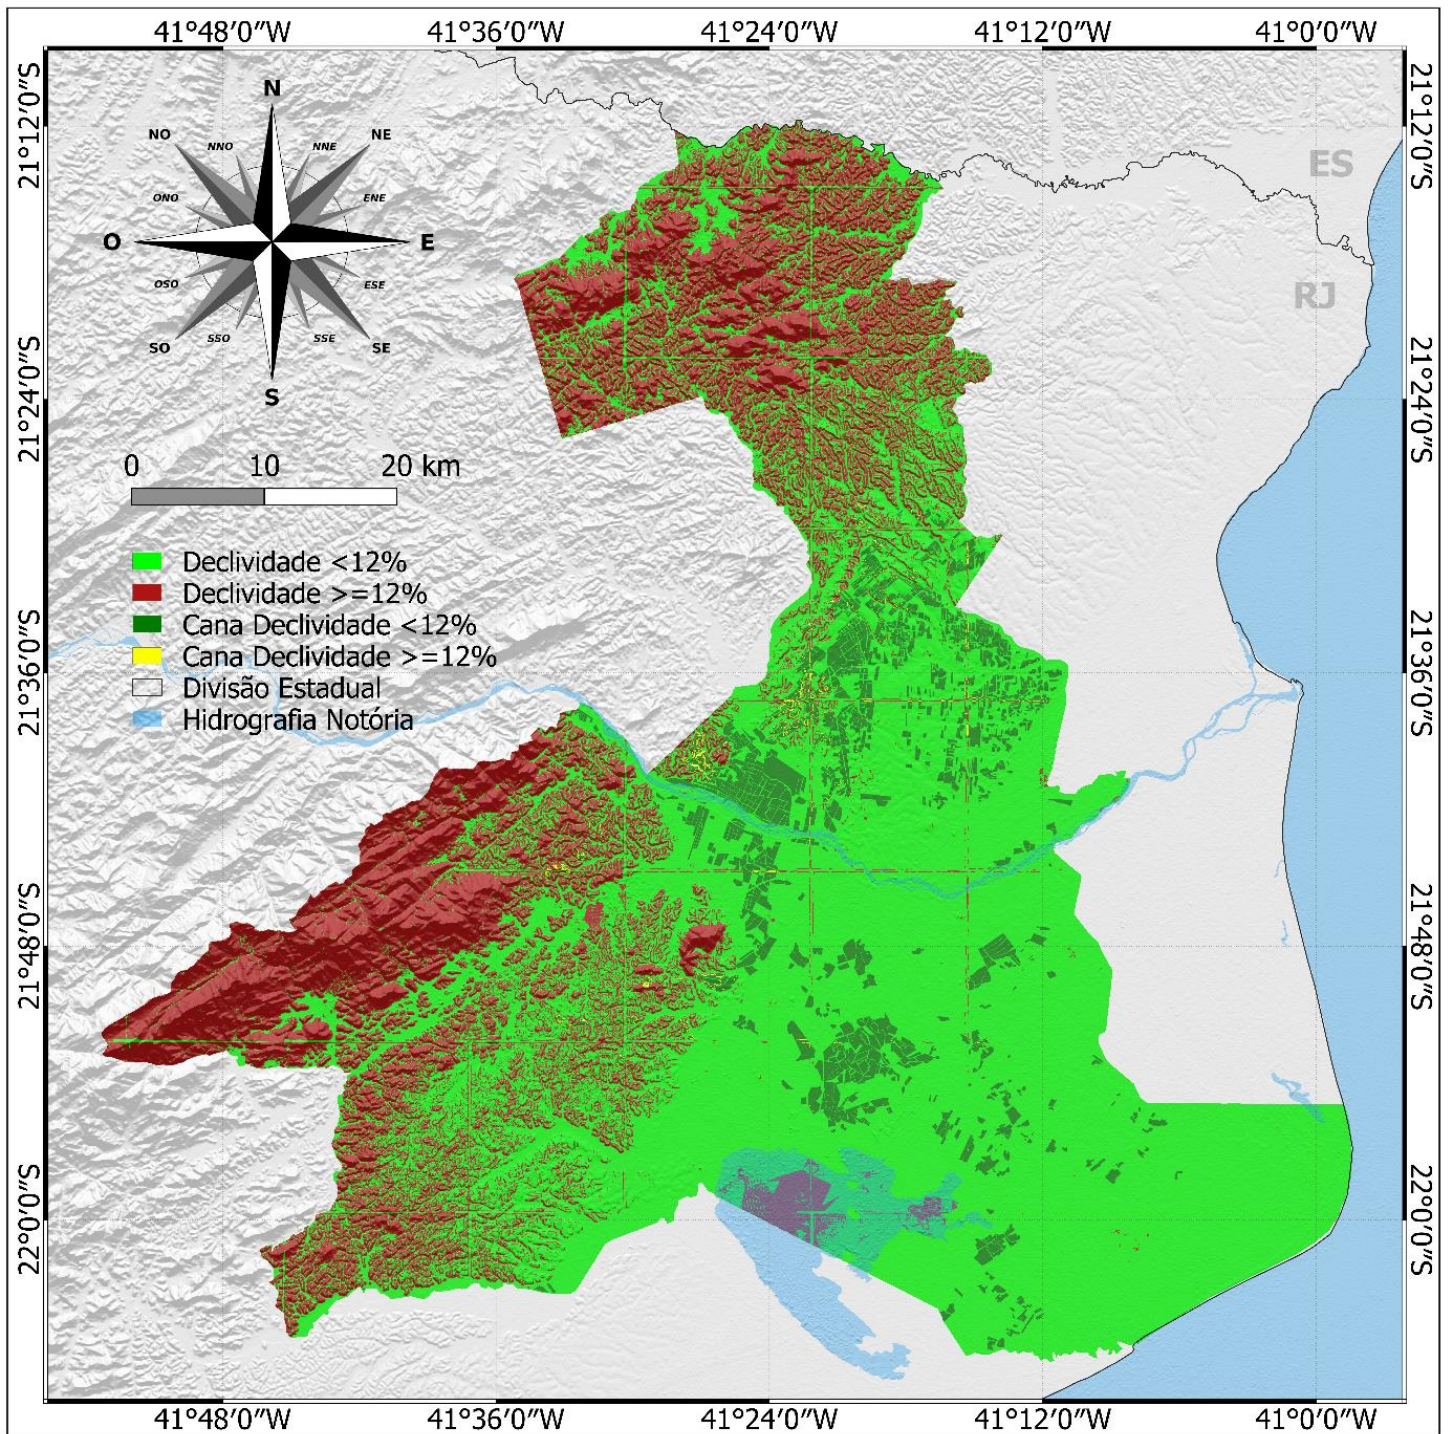 41°48′0″W 41°36′0″W 41°24′0″W 41°12′0″W 41°0′0″W
21°12′0″S
21°12′0″S
N
NO
NNO
NNE
NE
ES
ONO
ENE
O
E
OSO
ESE
RJ
SO
SSO
SSE
SE
S
21°24′0″S
21°24′0″S
0 10 20 km
Declividade <12%
Declividade >=12%
Cana Declividade <12%
Cana Declividade >=12%
Divisão Estadual
Hidrografia Notória
21°36′0″S
21°36′0″S
21°48′0″S
21°48′0″S
22°0′0″S
22°0′0″S
41°48′0″W 41°36′0″W 41°24′0″W 41°12′0″W 41°0′0″W